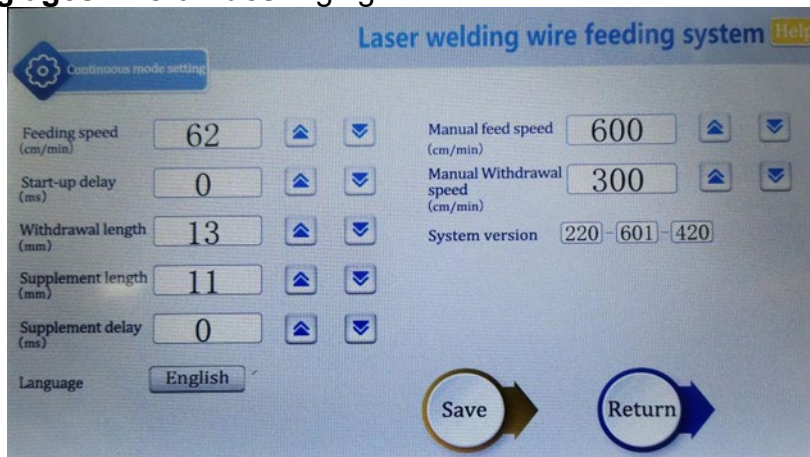 Laser welding wire feeding system
Help
Continuous mode setting
Feeding speed
(cm/min)
62
Start-up delay
(ms)
0
Withdrawal length
(mm)
13
Supplement length
(mm)
11
Supplement delay
(ms)
0
Language
English
Manual feed speed
(cm/min)
600
Manual Withdrawal
speed
(cm/min)
300
System version
220-601-420
Save
Return